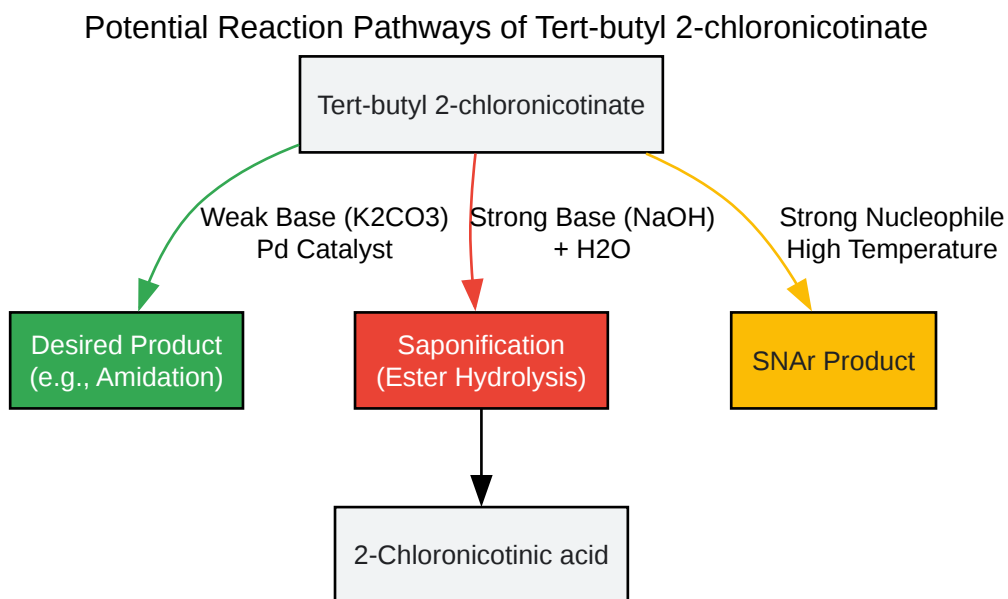 Potential Reaction Pathways of Tert-butyl 2-chloronicotinate
Tert-butyl 2-chloronicotinate
Weak Base (K2CO3)
Pd Catalyst
Strong Base (NaOH)
+ H2O
Strong Nucleophile
High Temperature
Desired Product
(e.g., Amidation)
Saponification
(Ester Hydrolysis)
SNAr Product
2-Chloronicotinic acid